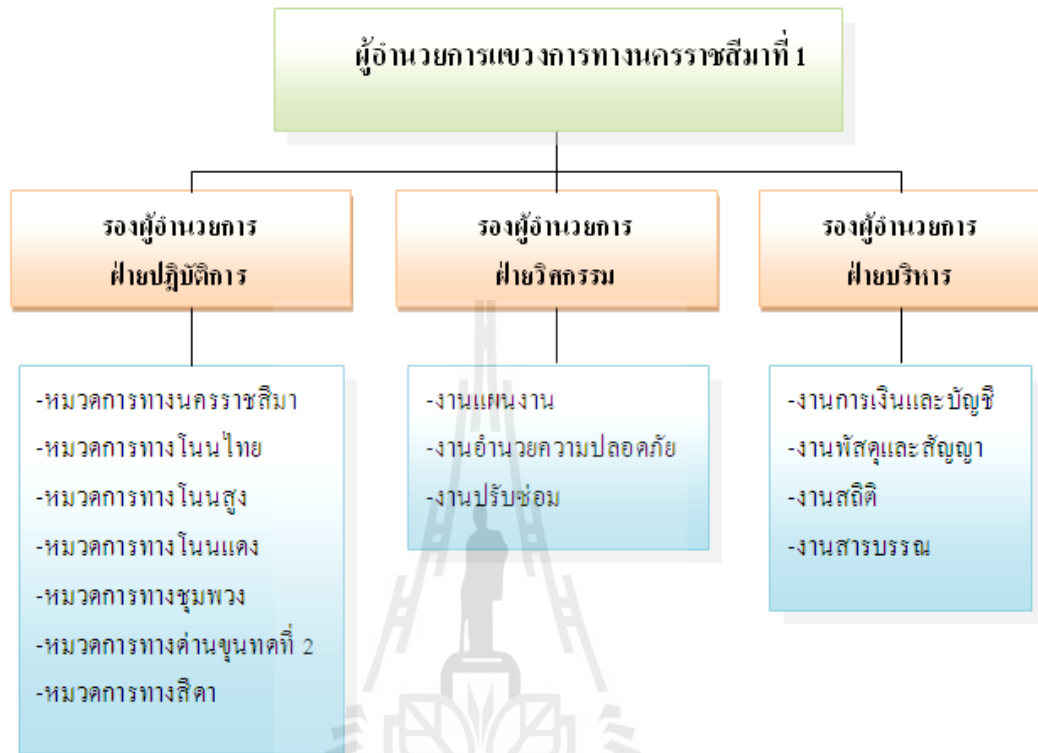 ผู้อำนวยการแขวงการทางนครราชสีมาที่ 1
รองผู้อำนวยการ
ฝ่ายปฏิบัติการ
-หมวดการทางนครราชสีมา
-หมวดการทางโนนไทย
-หมวดการทางโนนสูง
-หมวดการทางโนนแดง
-หมวดการทางชุมพวง
-หมวดการทางด่านขุนทดที่ 2
-หมวดการทางสีดา
รองผู้อำนวยการ
ฝ่ายวิศกรรม
-งานแผนงาน
-งานอำนวยความปลอดภัย
-งานปรับซ่อม
รองผู้อำนวยการ
ฝ่ายบริหาร
-งานการเงินและบัญชี
-งานพัสดุและสัญญา
-งานสถิติ
-งานสารบรรณ